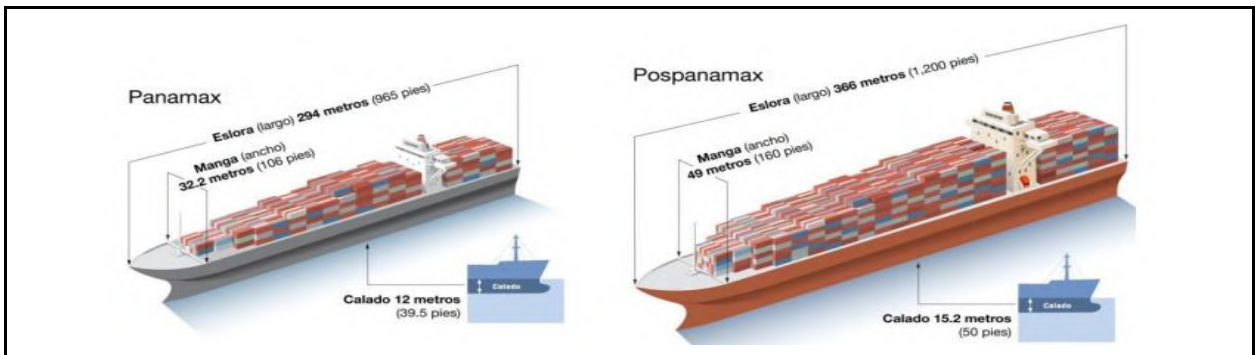 Panamax
Eslora (largo) 294 metros (965 pies)
Manga (ancho)
32.2 metros (106 pies)
Calado
Calado 12 metros
(39.5 pies)
Pospanamax
Eslora (largo) 366 metros (1,200 pies)
Manga (ancho)
49 metros (160 pies)
Calado
Calado 15.2 metros
(50 pies)